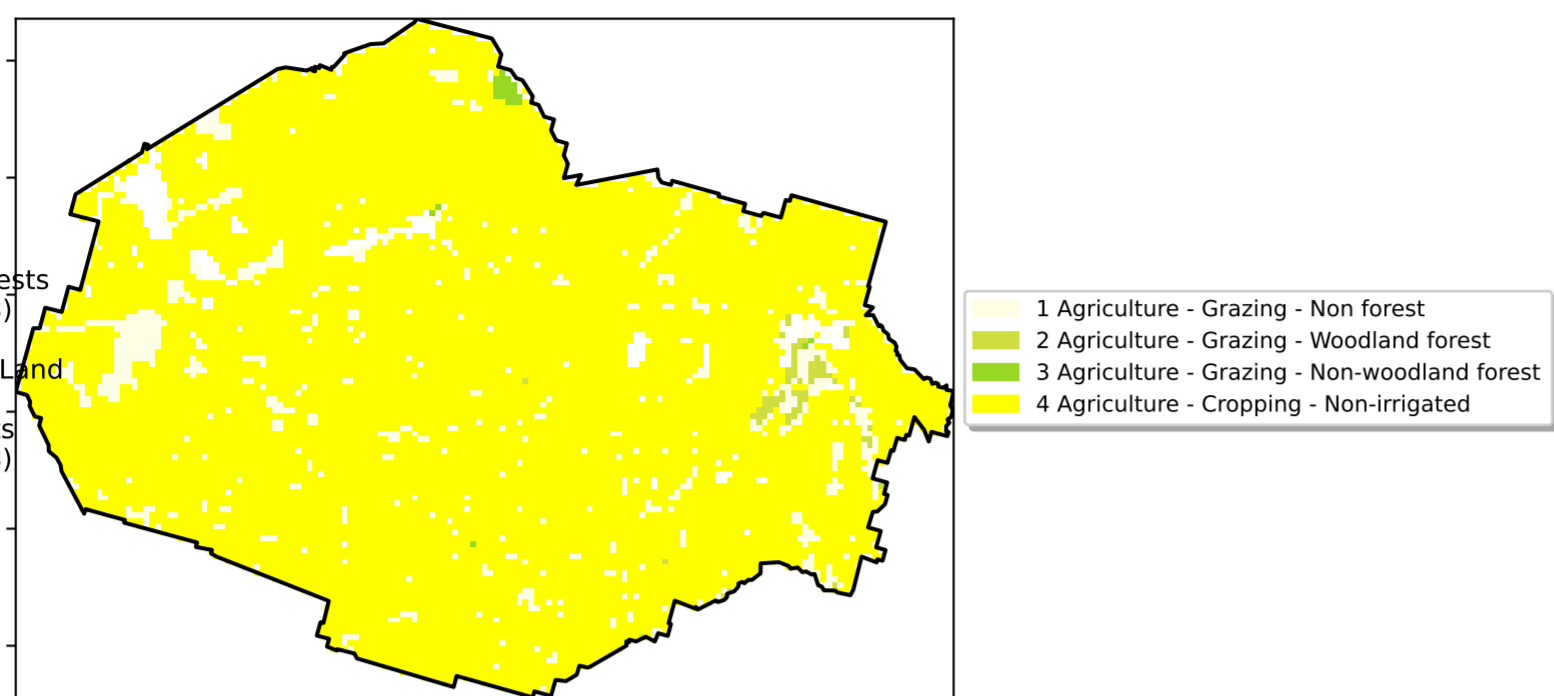 ests
)
Land
ts
)
1 Agriculture - Grazing - Non forest
2 Agriculture - Grazing - Woodland forest
3 Agriculture - Grazing - Non-woodland forest
4 Agriculture - Cropping - Non-irrigated